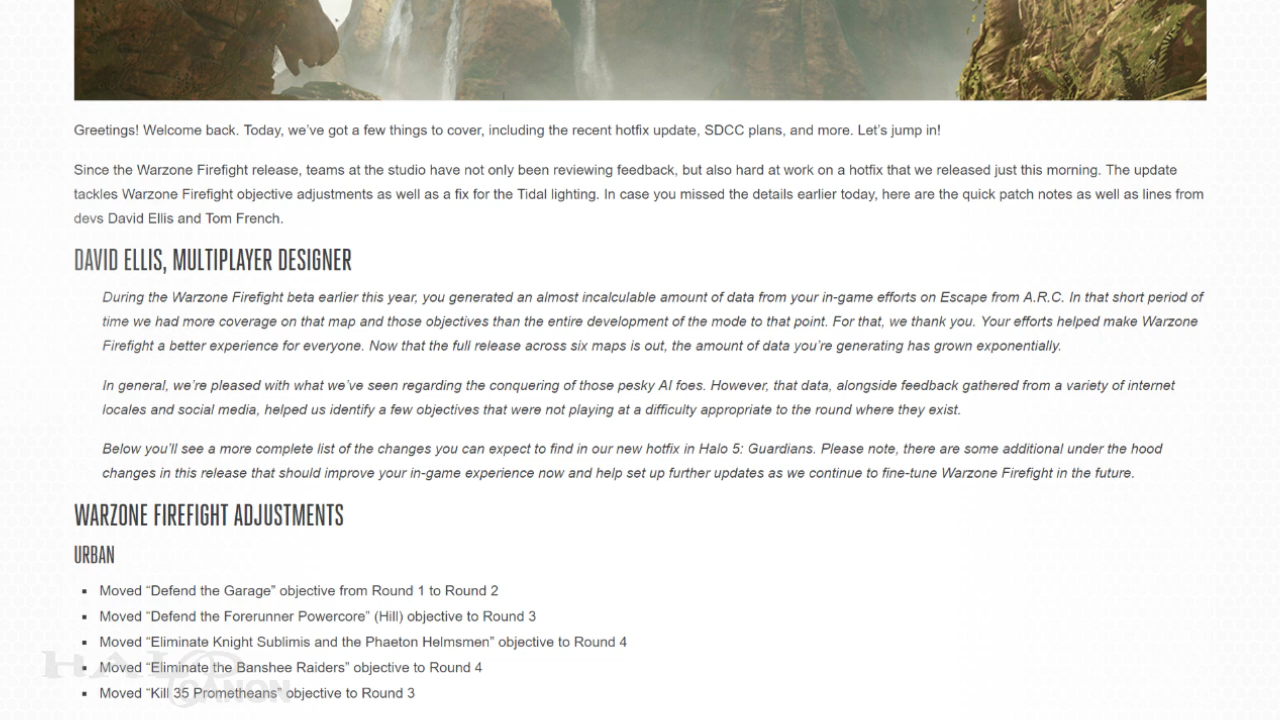 Greetings! Welcome back. Today, we’ve got a few things to cover, including the recent hotfix update, SDCC plans, and more. Let’s jump in!
Since the Warzone Firefight release, teams at the studio have not only been reviewing feedback, but also hard at work on a hotfix that we released just this morning. The update
tackles Warzone Firefight objective adjustments as well as a fix for the Tidal lighting. In case you missed the details earlier today, here are the quick patch notes as well as lines from
devs David Ellis and Tom French.
DAVID ELLIS, MULTIPLAYER DESIGNER
During the Warzone Firefight beta earlier this year, you generated an almost incalculable amount of data from your in-game efforts on Escape from A.R.C. In that short period of
time we had more coverage on that map and those objectives than the entire development of the mode to that point. For that, we thank you. Your efforts helped make Warzone
Firefight a better experience for everyone. Now that the full release across six maps is out, the amount of data you’re generating has grown exponentially.
In general, we’re pleased with what we’ve seen regarding the conquering of those pesky AI foes. However, that data, alongside feedback gathered from a variety of internet
locales and social media, helped us identify a few objectives that were not playing at a difficulty appropriate to the round where they exist.
Below you’ll see a more complete list of the changes you can expect to find in our new hotfix in Halo 5: Guardians. Please note, there are some additional under the hood
changes in this release that should improve your in-game experience now and help set up further updates as we continue to fine-tune Warzone Firefight in the future.
WARZONE FIREFIGHT ADJUSTMENTS
URBAN
▪ Moved “Defend the Garage” objective from Round 1 to Round 2
▪ Moved “Defend the Forerunner Powercore” (Hill) objective to Round 3
▪ Moved “Eliminate Knight Sublimis and the Phaeton Helmsmen” objective to Round 4
▪ Moved “Eliminate the Banshee Raiders” objective to Round 4
▪ Moved “Kill 35 Prometheans” objective to Round 3
HALO
CANON